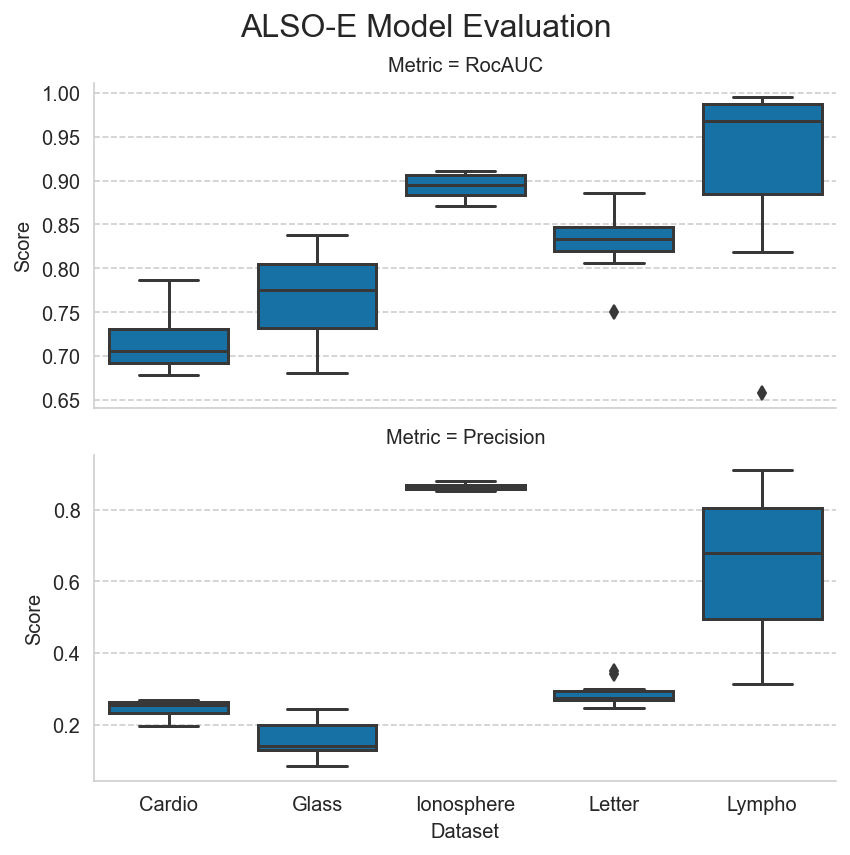 ALSO-E Model Evaluation
Metric = RocAUC
1.00
0.95
0.90
0.85
0.80
0.75
0.70
0.65
Score
Metric = Precision
0.8
0.6
0.4
0.2
Score
Cardio Glass Ionosphere Letter Lympho
Dataset